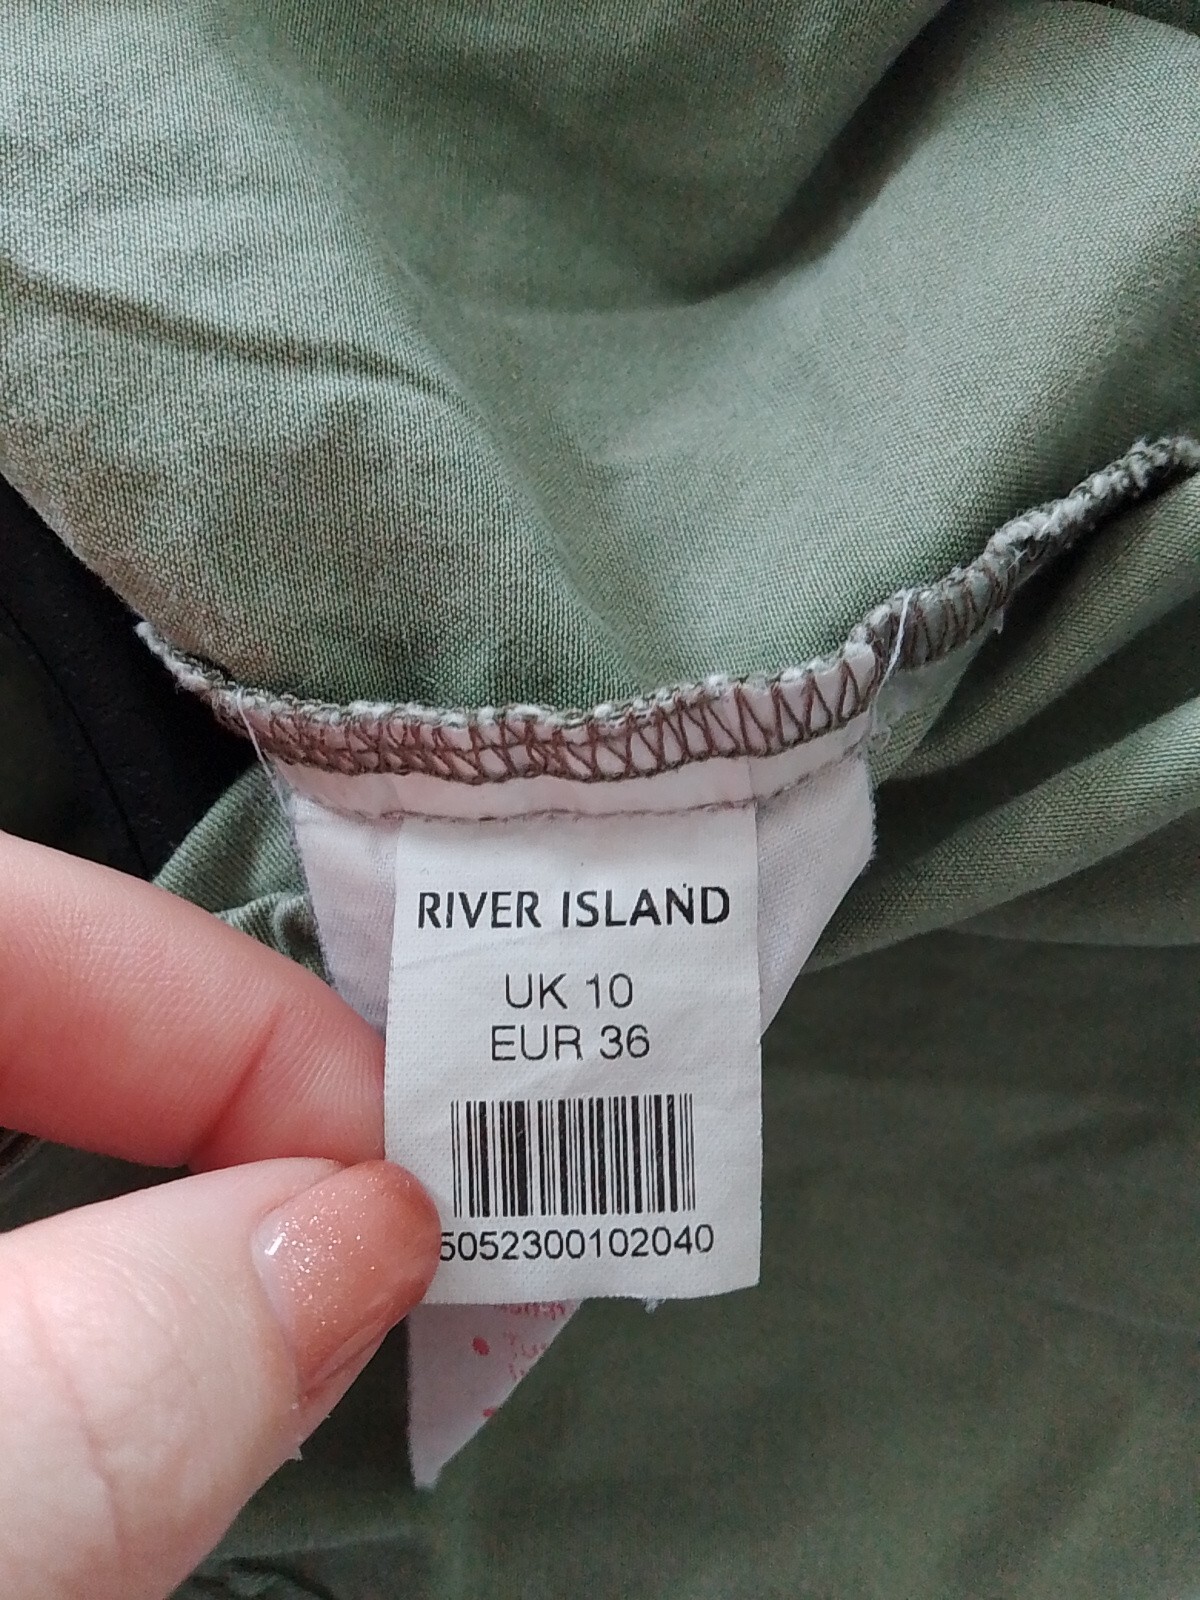 RIVER ISLAND
UK 10
EUR 36
5052300102040